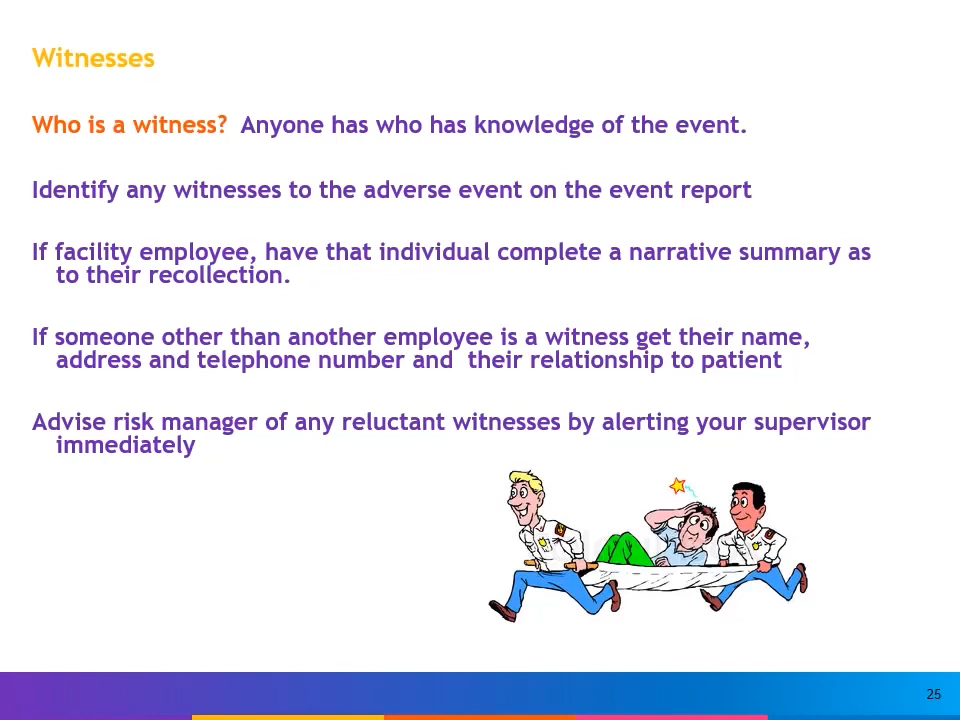 Witnesses
Who is a witness?  Anyone has who has knowledge of the event.
Identify any witnesses to the adverse event on the event report
If facility employee, have that individual complete a narrative summary as
to their recollection.
If someone other than another employee is a witness get their name,
address and telephone number and  their relationship to patient
Advise risk manager of any reluctant witnesses by alerting your supervisor
immediately
25